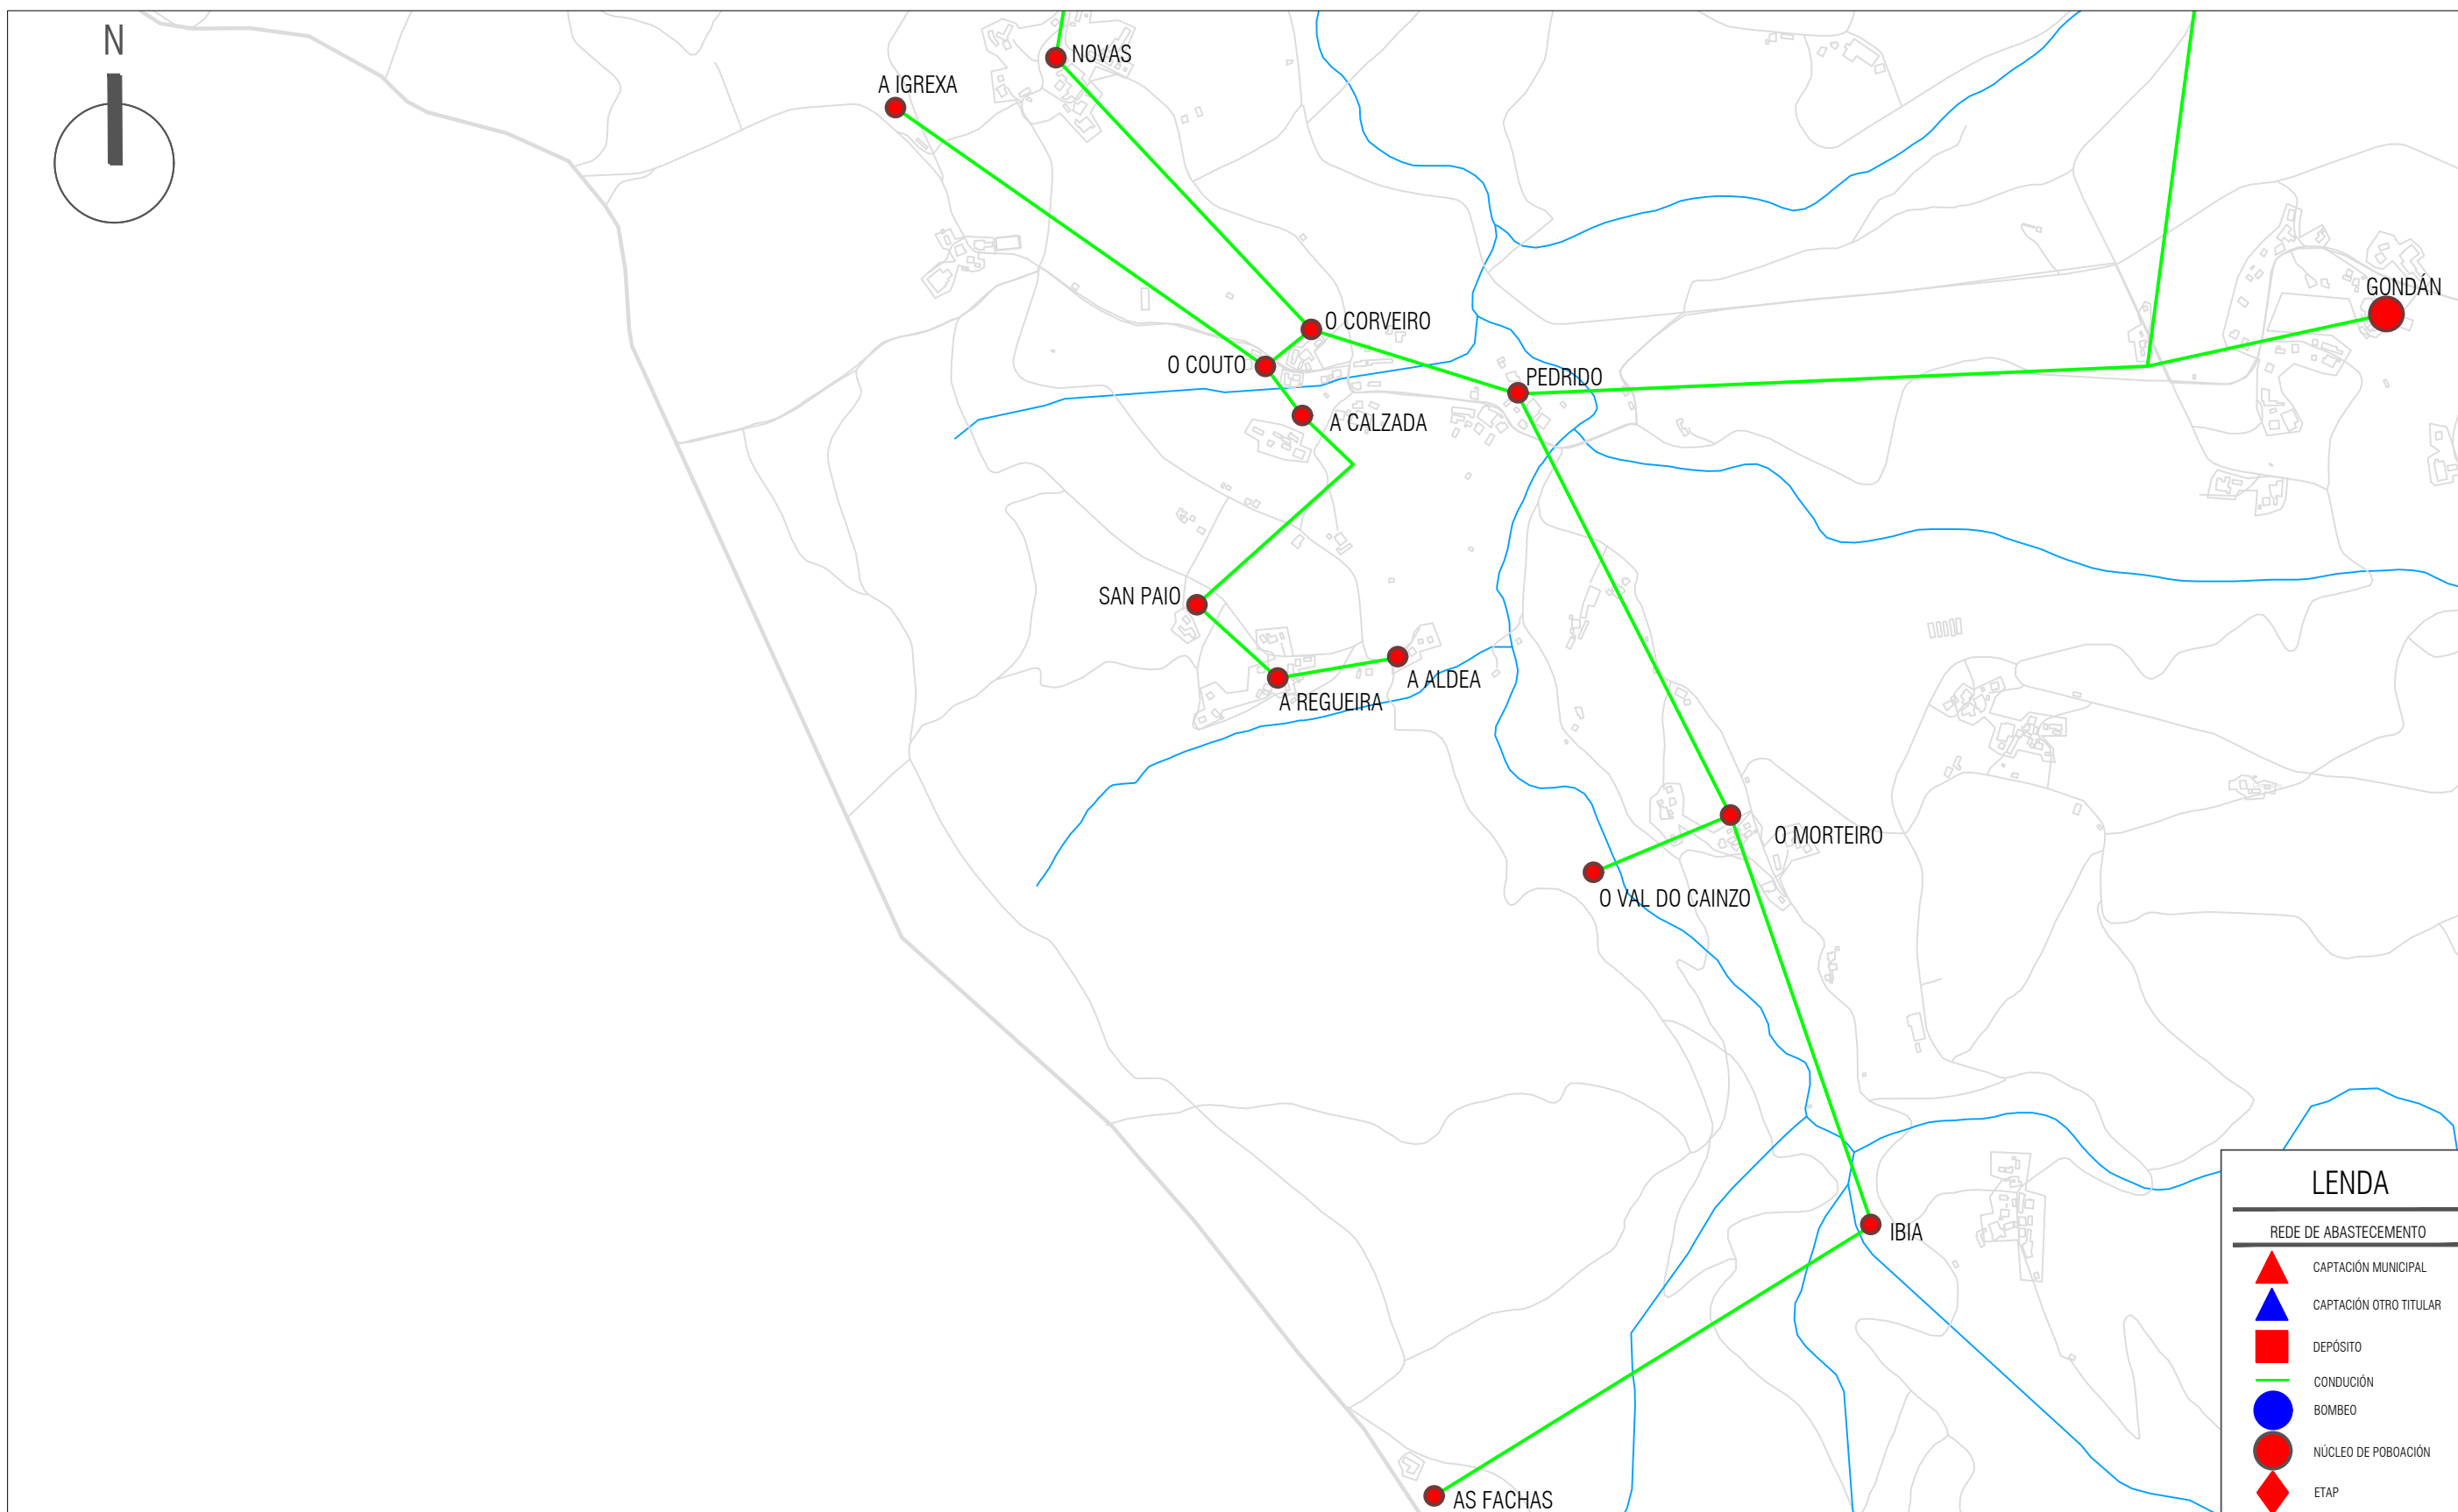 N
NOVAS
A IGREXA
GONDÁN
O CORVEIRO
O COUTO
PEDRIDO
A CALZADA
SAN PAIO
A ALDEA
A REGUEIRA
O MORTEIRO
O VAL DO CAINZO
IBIA
AS FACHAS
LENDA
REDE DE ABASTECEMENTO
CAPTACIÓN MUNICIPAL
CAPTACIÓN OTRO TITULAR
DEPÓSITO
CONDUCIÓN
BOMBEO
NÚCLEO DE POBOACIÓN
ETAP